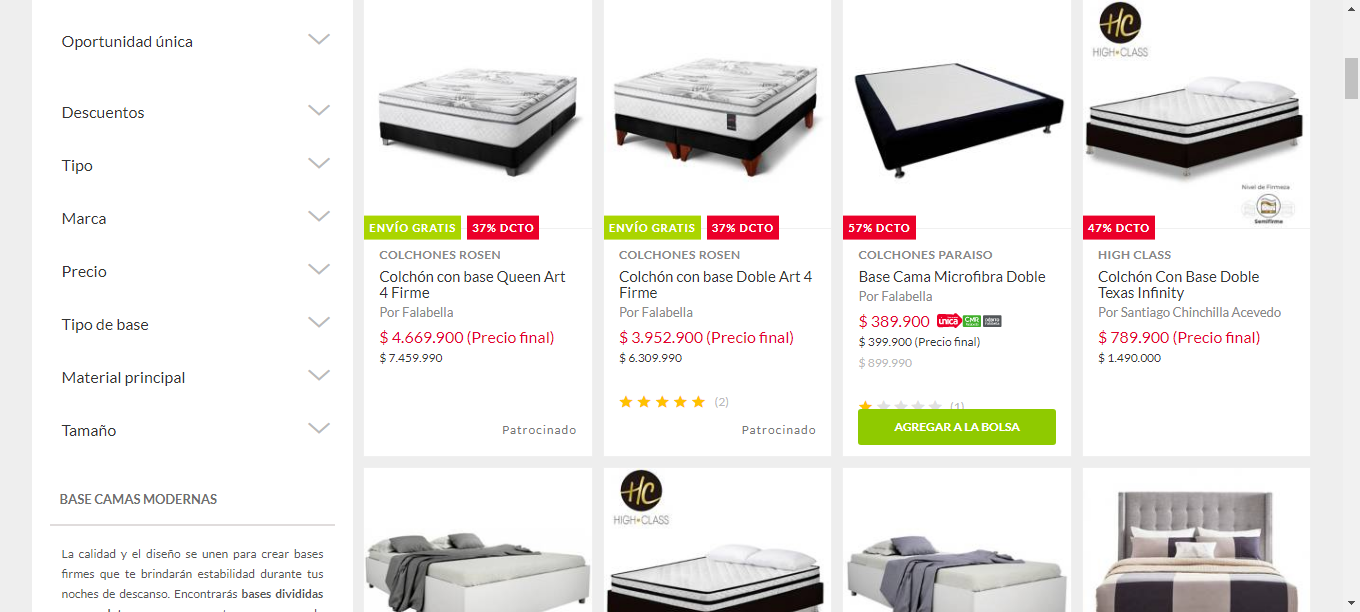 Oportunidad única
Descuentos
Tipo
Marca
Precio
Tipo de base
Material principal
Tamaño
BASE CAMAS MODERNAS
La calidad y el diseño se unen para crear bases
firmes que te brindarán estabilidad durante tus
noches de descanso. Encontrarás bases divididas
ENVÍO GRATIS 37% DCTO
COLCHONES ROSEN
Colchón con base Queen Art
4 Firme
Por Falabella
$ 4.669.900 (Precio final)
$ 7.459.990
Patrocinado
ENVÍO GRATIS 37% DCTO
COLCHONES ROSEN
Colchón con base Doble Art 4
Firme
Por Falabella
$ 3.952.900 (Precio final)
$ 6.309.990
(2)
Patrocinado
57% DCTO
COLCHONES PARAISO
Base Cama Microfibra Doble
Por Falabella
$ 389.900 única CMR
$ 399.900 (Precio final)
$ 899.990
(1)
AGREGAR A LA BOLSA
HC
HIGH CLASS
Nivel de Firmeza
Semifirme
47% DCTO
HIGH CLASS
Colchón Con Base Doble
Texas Infinity
Por Santiago Chinchilla Acevedo
$ 789.900 (Precio final)
$ 1.490.000
HC
HIGH CLASS